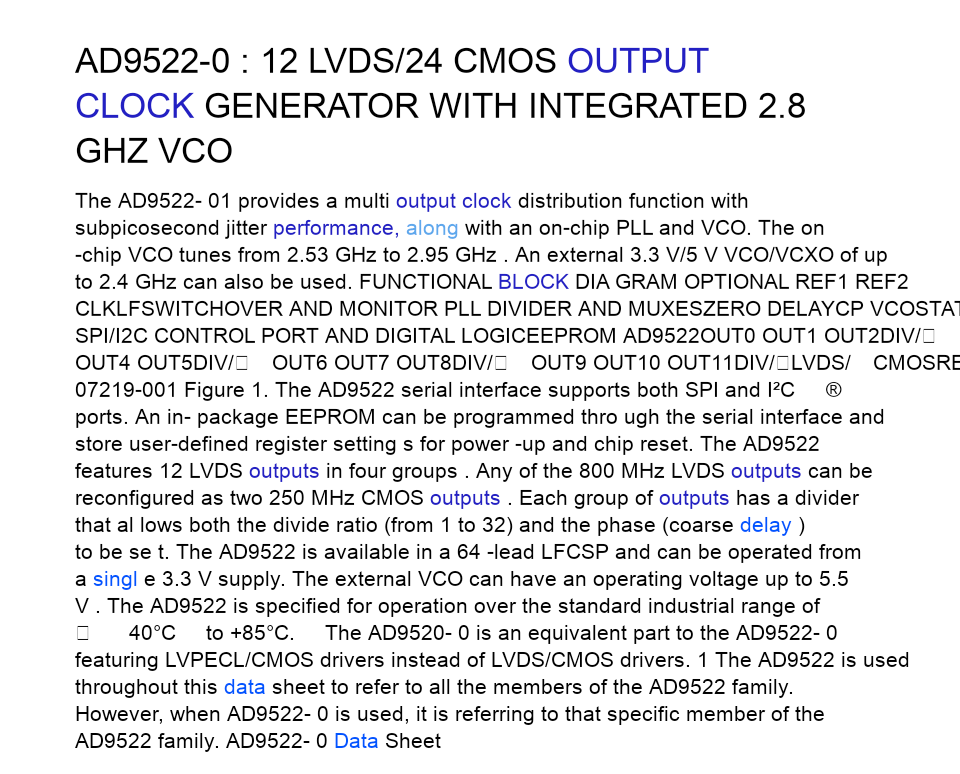 AD9522-0 : 12 LVDS/24 CMOS OUTPUT
CLOCK GENERATOR WITH INTEGRATED 2.8
GHZ VCO
The AD9522- 01 provides a multi output clock distribution function with
subpicosecond jitter performance, along with an on-chip PLL and VCO. The on
-chip VCO tunes from 2.53 GHz to 2.95 GHz . An external 3.3 V/5 V VCO/VCXO of up
to 2.4 GHz can also be used. FUNCTIONAL BLOCK DIA GRAM OPTIONAL REF1 REF2
CLKLFSWITCHOVER AND MONITOR PLL DIVIDER AND MUXESZERO DELAYCP VCOSTAT
SPI/I2C CONTROL PORT AND DIGITAL LOGICEEPROM AD9522OUT0 OUT1 OUT2DIV/□
OUT4 OUT5DIV/□ OUT6 OUT7 OUT8DIV/□ OUT9 OUT10 OUT11DIV/□LVDS/ CMOSRE
07219-001 Figure 1. The AD9522 serial interface supports both SPI and I²C ®
ports. An in- package EEPROM can be programmed thro ugh the serial interface and
store user-defined register setting s for power -up and chip reset. The AD9522
features 12 LVDS outputs in four groups . Any of the 800 MHz LVDS outputs can be
reconfigured as two 250 MHz CMOS outputs . Each group of outputs has a divider
that al lows both the divide ratio (from 1 to 32) and the phase (coarse delay )
to be se t. The AD9522 is available in a 64 -lead LFCSP and can be operated from
a singl e 3.3 V supply. The external VCO can have an operating voltage up to 5.5
V . The AD9522 is specified for operation over the standard industrial range of
□ 40°C to +85°C. The AD9520- 0 is an equivalent part to the AD9522- 0
featuring LVPECL/CMOS drivers instead of LVDS/CMOS drivers. 1 The AD9522 is used
throughout this data sheet to refer to all the members of the AD9522 family.
However, when AD9522- 0 is used, it is referring to that specific member of the
AD9522 family. AD9522- 0 Data Sheet